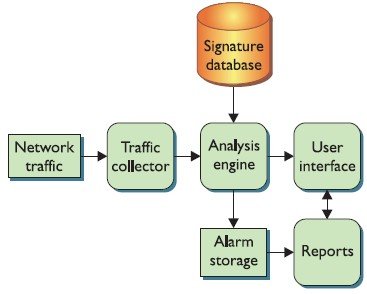 Signature
database
Network
traffic
Traffic
collector
Analysis
engine
User
interface
Alarm
storage
Reports